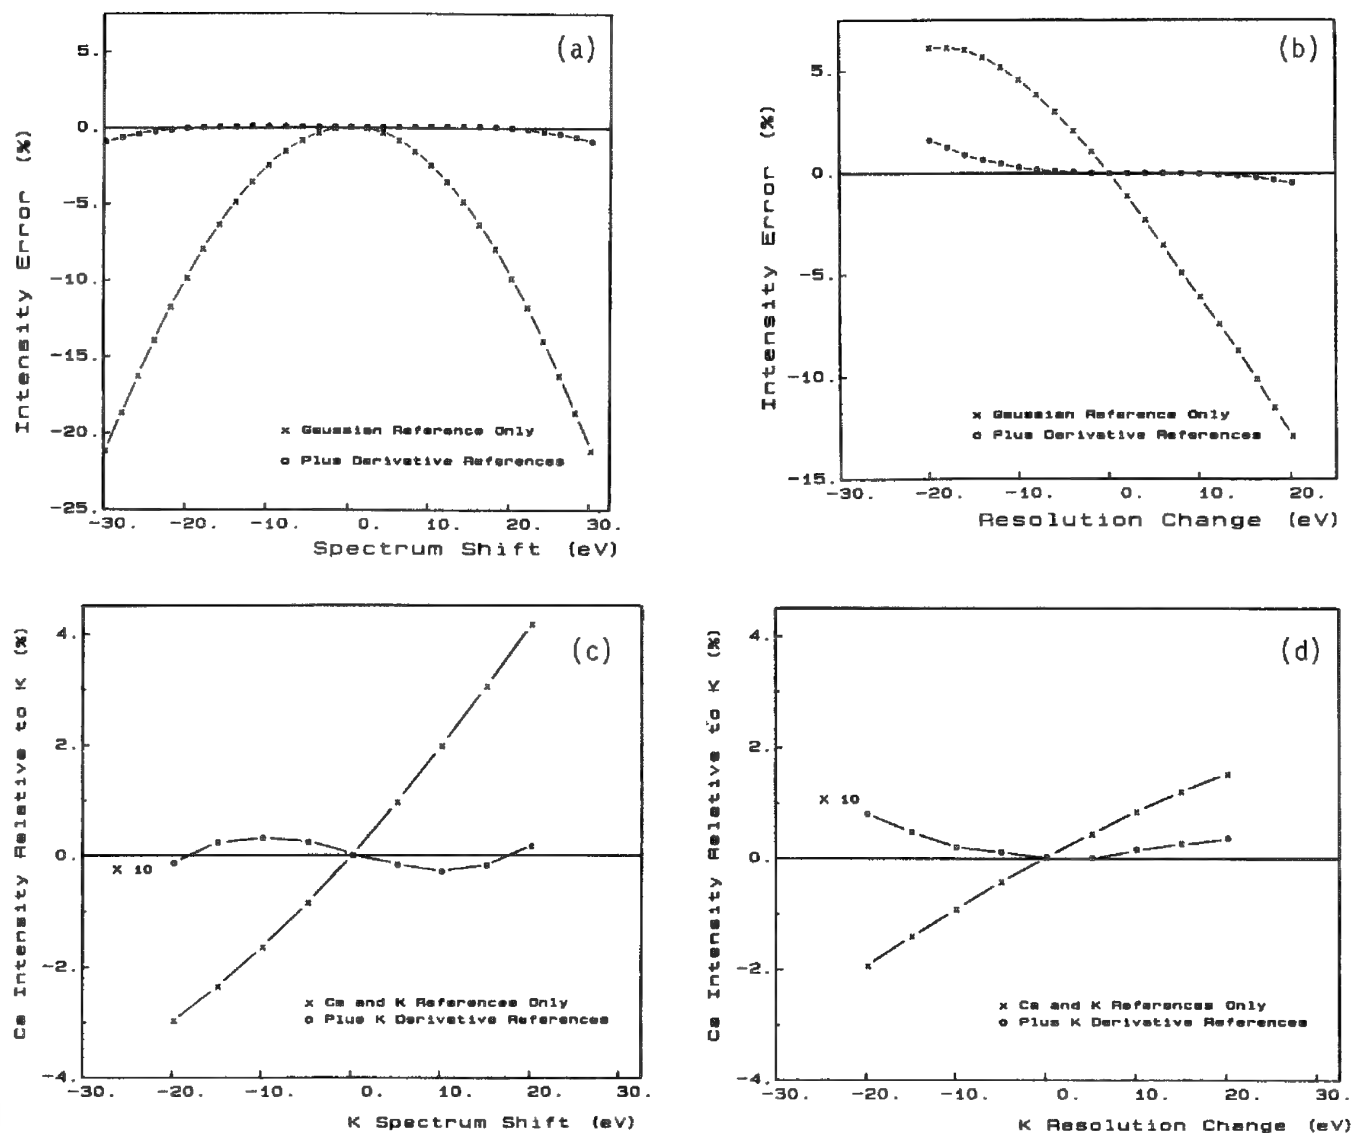 (a)
Intensity Error (%)
5.
0.
-5.
-10.
-15.
-20.
-25.
x Gaussian Reference Only
o Plus Derivative References
-30. -20. -10. 0. 10. 20. 30.
Spectrum Shift (eV)
(b)
Intensity Error (%)
5.
0.
-5.
-10.
-15.
x Gaussian Reference Only
o Plus Derivative References
-30. -20. -10. 0. 10. 20.
Resolution Change (eV)
(c)
Ca Intensity Relative to K (%)
4.
2.
0.
-2.
-4.
X 10
x Ca and K References Only
o Plus K Derivative References
-30. -20. -10. 0. 10. 20. 30.
K Spectrum Shift (eV)
(d)
Ca Intensity Relative to K (%)
4.
2.
0.
-2.
-4.
X 10
x Ca and K References Only
o Plus K Derivative References
-30. -20. -10. 0. 10. 20. 30.
K Resolution Change (eV)